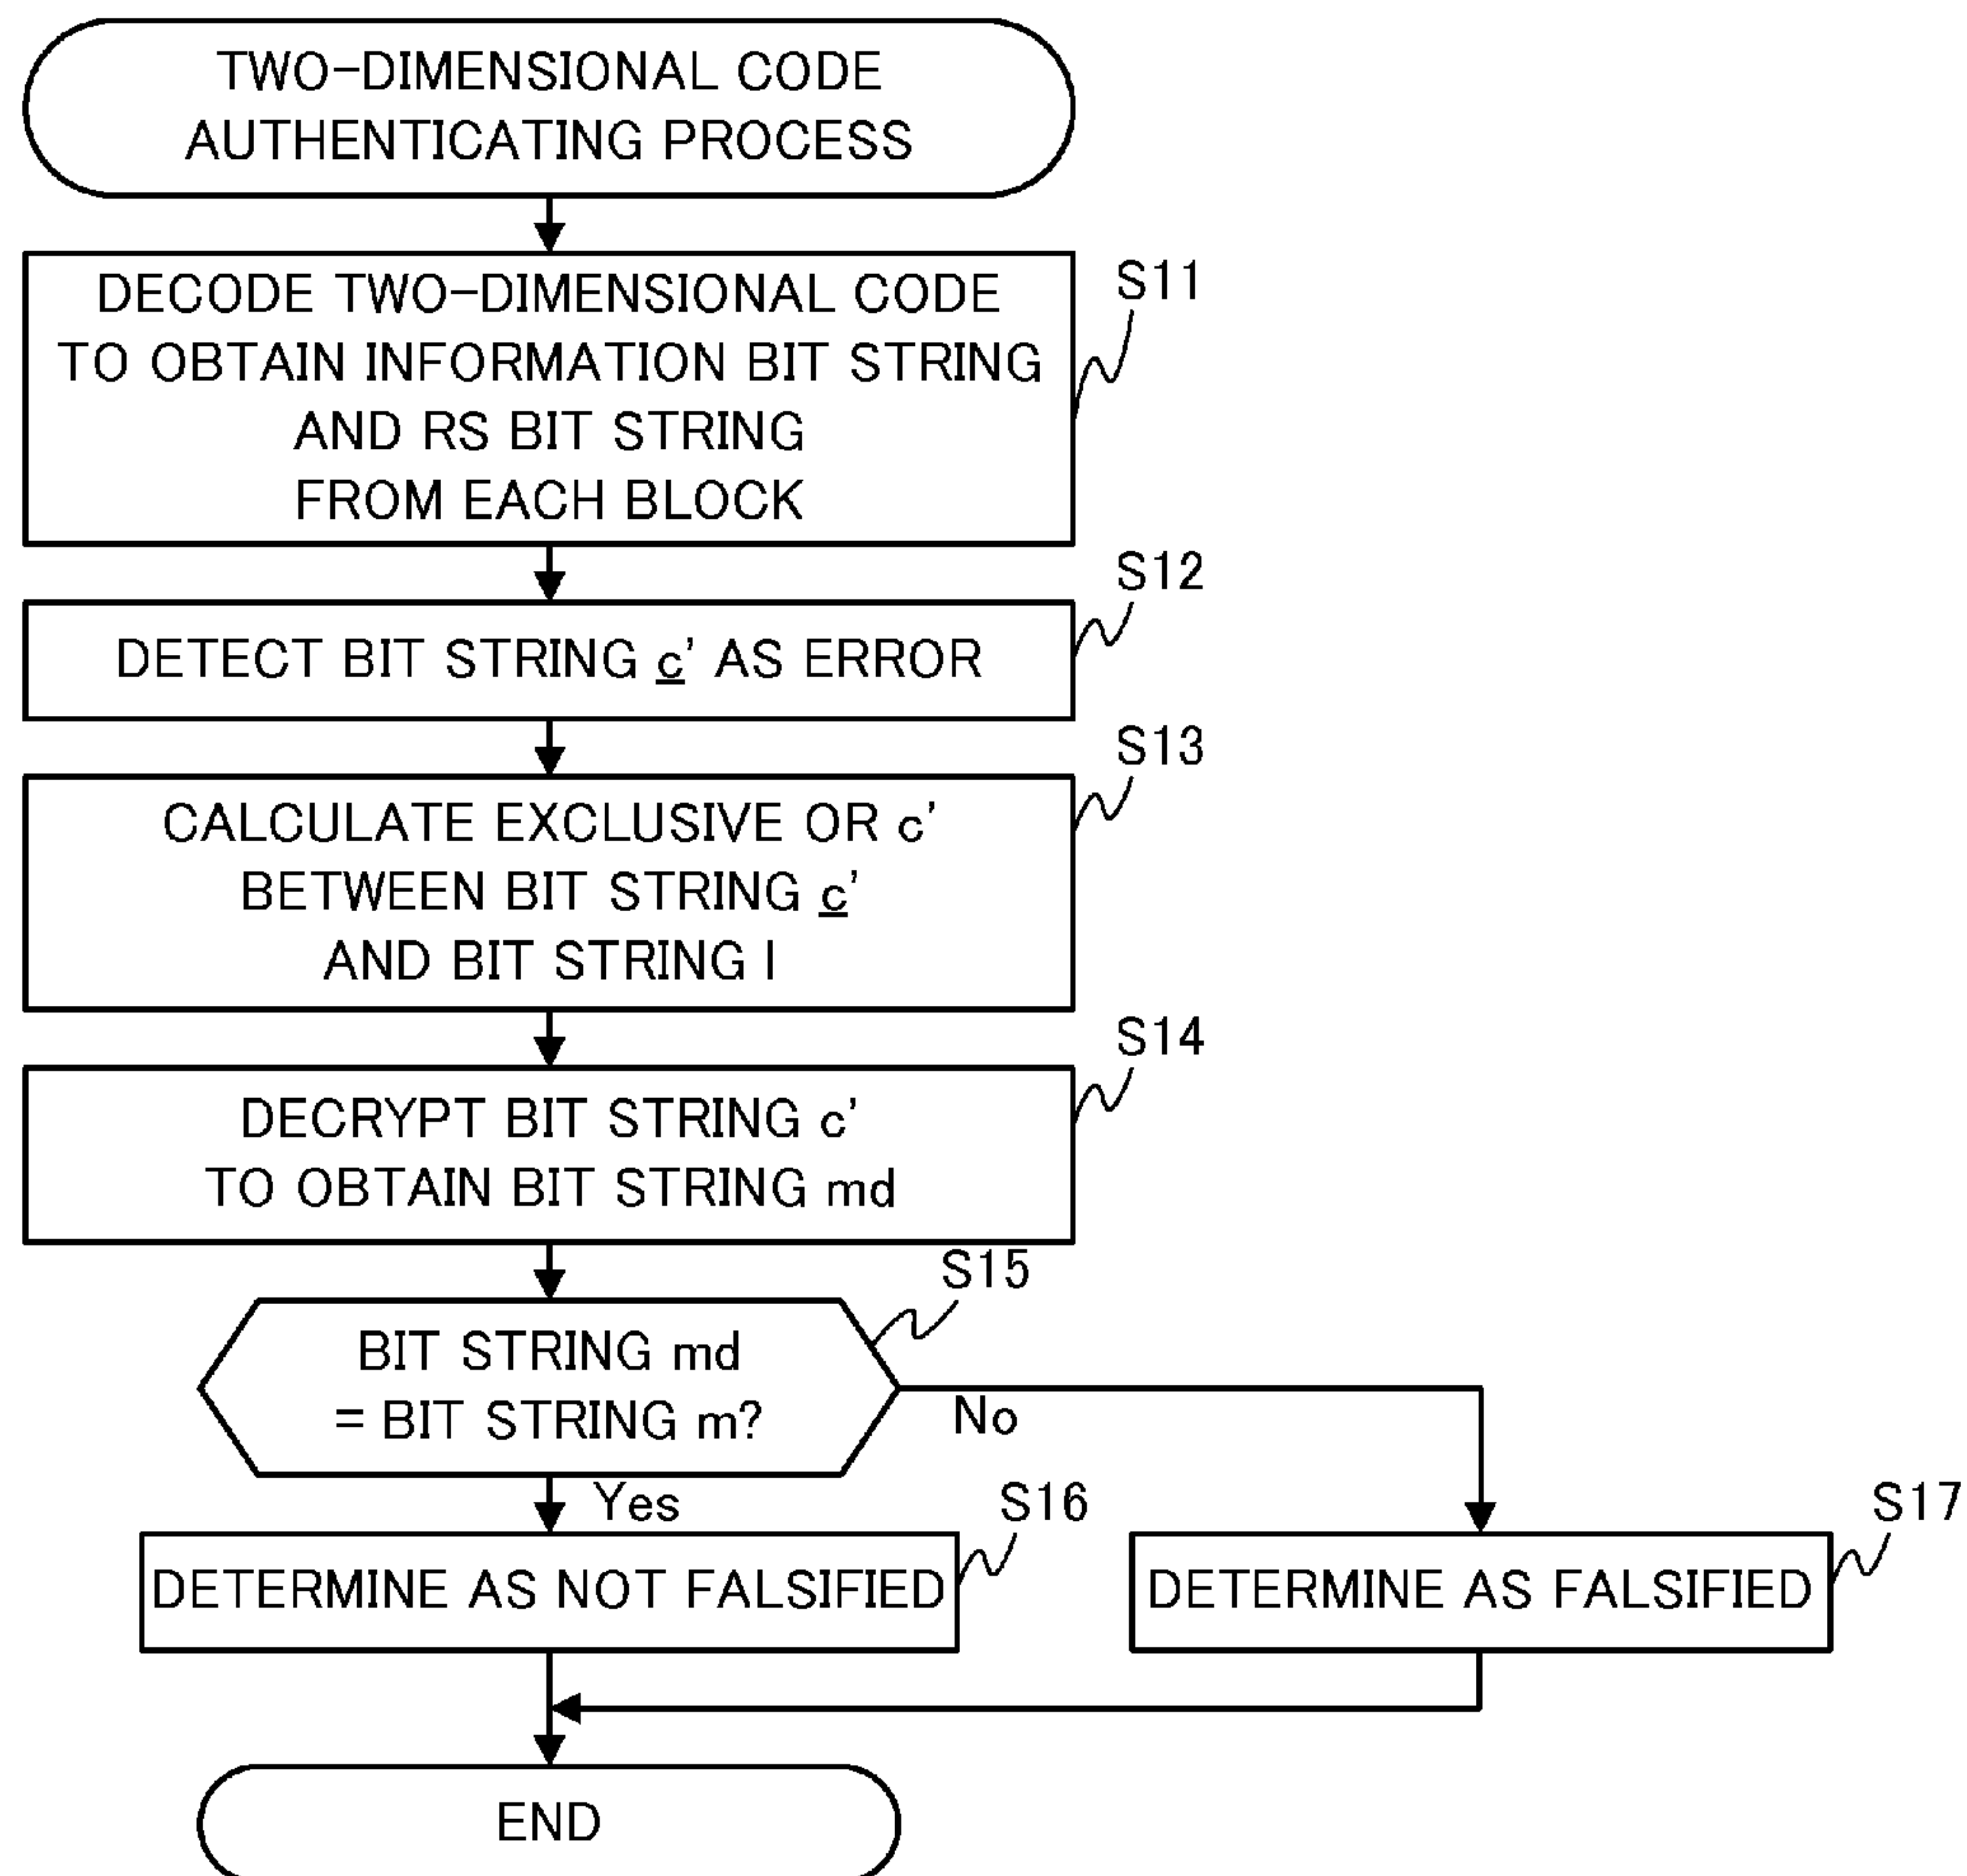 TWO-DIMENSIONAL CODE
AUTHENTICATING PROCESS
S11
DECODE TWO-DIMENSIONAL CODE
TO OBTAIN INFORMATION BIT STRING
AND RS BIT STRING
FROM EACH BLOCK
S12
DETECT BIT STRING c' AS ERROR
S13
CALCULATE EXCLUSIVE OR c'
BETWEEN BIT STRING c'
AND BIT STRING l
S14
DECRYPT BIT STRING c'
TO OBTAIN BIT STRING md
S15
BIT STRING md
= BIT STRING m?
No
Yes
S16
S17
DETERMINE AS NOT FALSIFIED
DETERMINE AS FALSIFIED
END